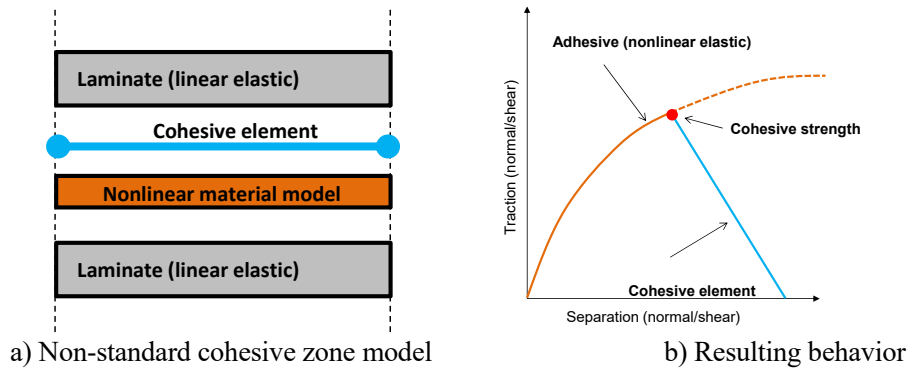 Laminate (linear elastic)
Cohesive element
Nonlinear material model
Laminate (linear elastic)
a) Non-standard cohesive zone model
Traction (normal/shear)
Adhesive (nonlinear elastic)
Cohesive strength
Cohesive element
Separation (normal/shear)
b) Resulting behavior